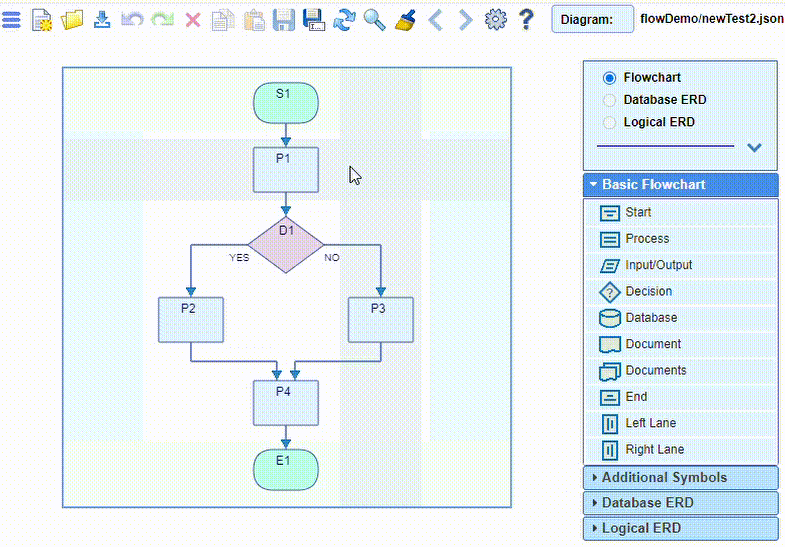 Diagram: flowDemo/newTest2.json
S1
P1
D1
YES NO
P2 P3
P4
E1
Flowchart
Database ERD
Logical ERD
Basic Flowchart
Start
Process
Input/Output
Decision
Database
Document
Documents
End
Left Lane
Right Lane
Additional Symbols
Database ERD
Logical ERD